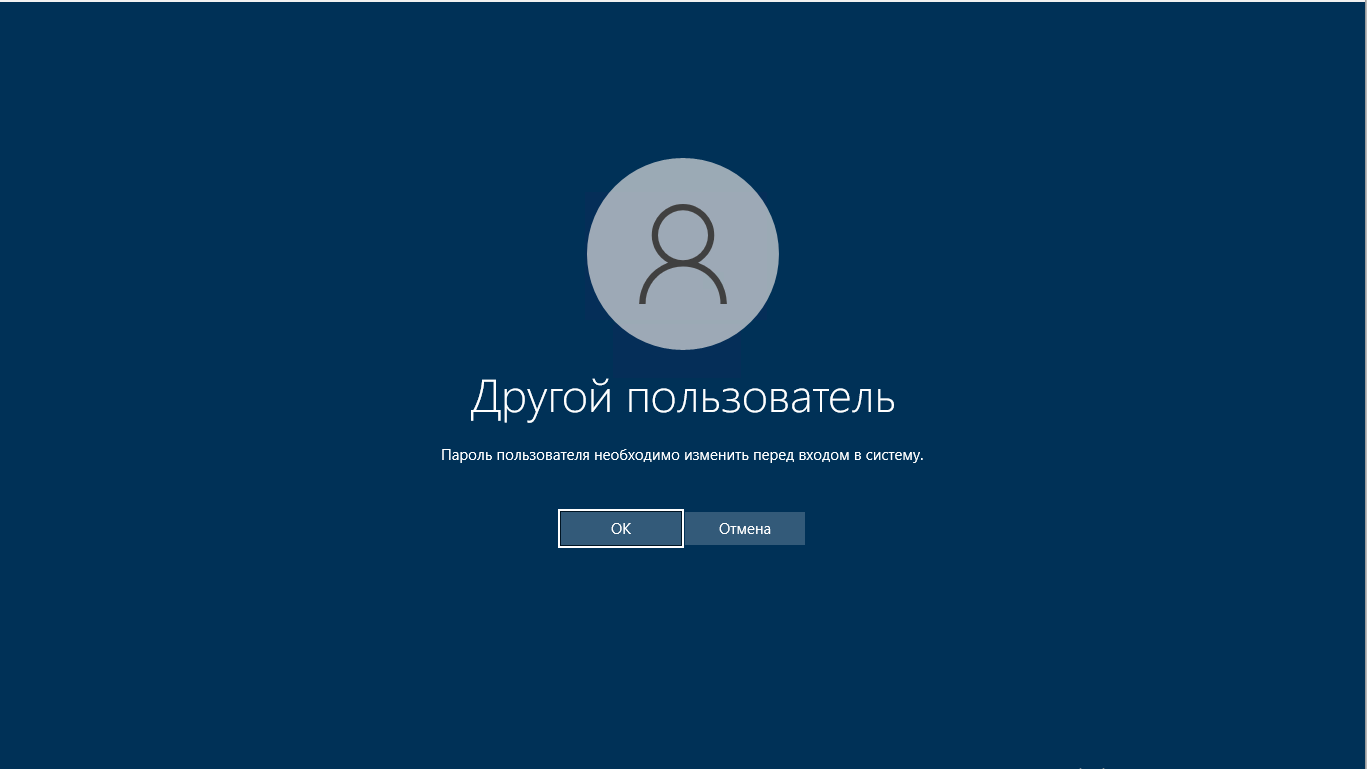 Другой пользователь
Пароль пользователя необходимо изменить перед входом в систему.
ОК
Отмена